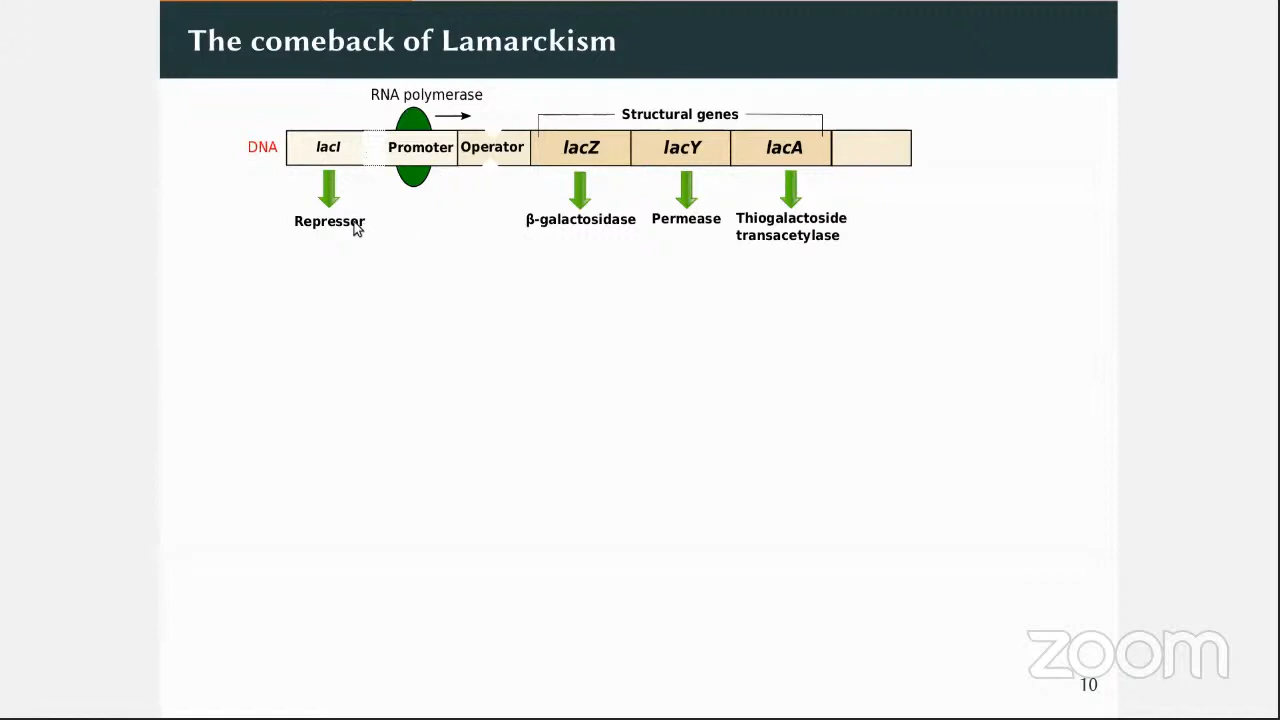 The comeback of Lamarckism
RNA polymerase
Structural genes
DNA
lacI
Promoter
Operator
lacZ
lacY
lacA
Repressor
β-galactosidase
Permease
Thiogalactoside
transacetylase
zoom
10